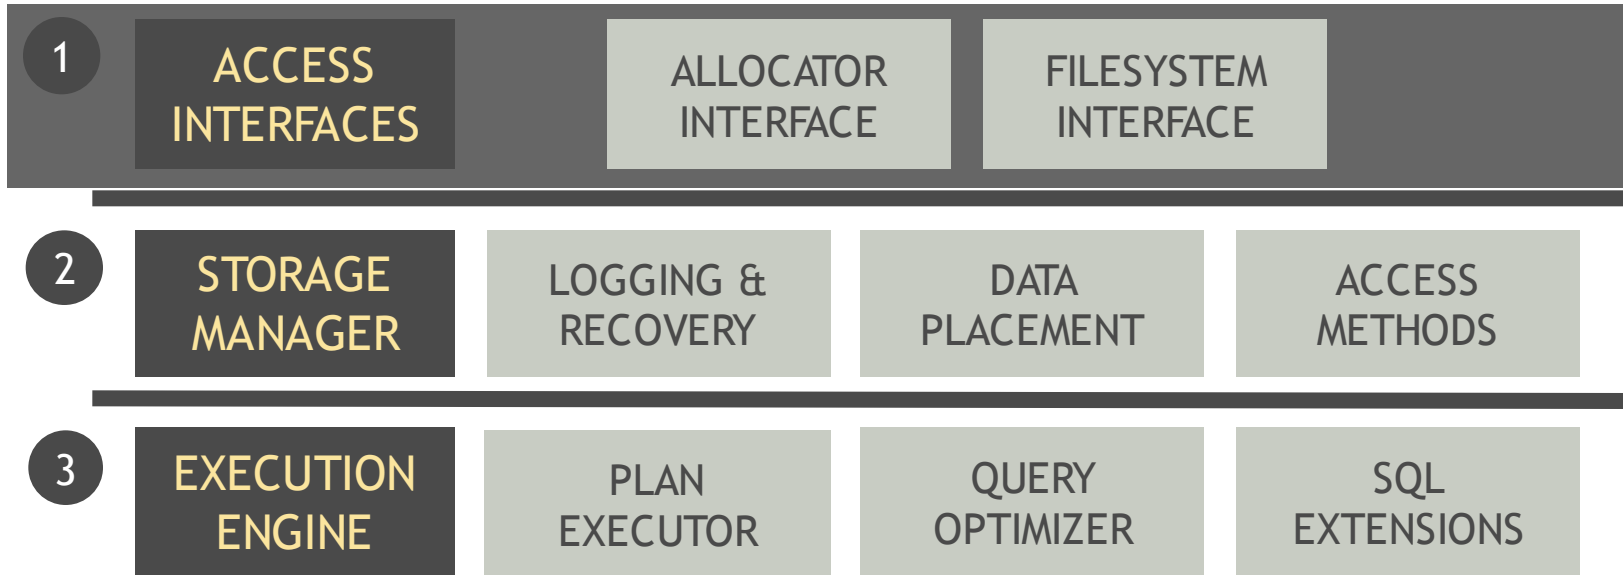 1
ACCESS
INTERFACES
ALLOCATOR
INTERFACE
FILESYSTEM
INTERFACE
2
STORAGE
MANAGER
LOGGING &
RECOVERY
DATA
PLACEMENT
ACCESS
METHODS
3
EXECUTION
ENGINE
PLAN
EXECUTOR
QUERY
OPTIMIZER
SQL
EXTENSIONS